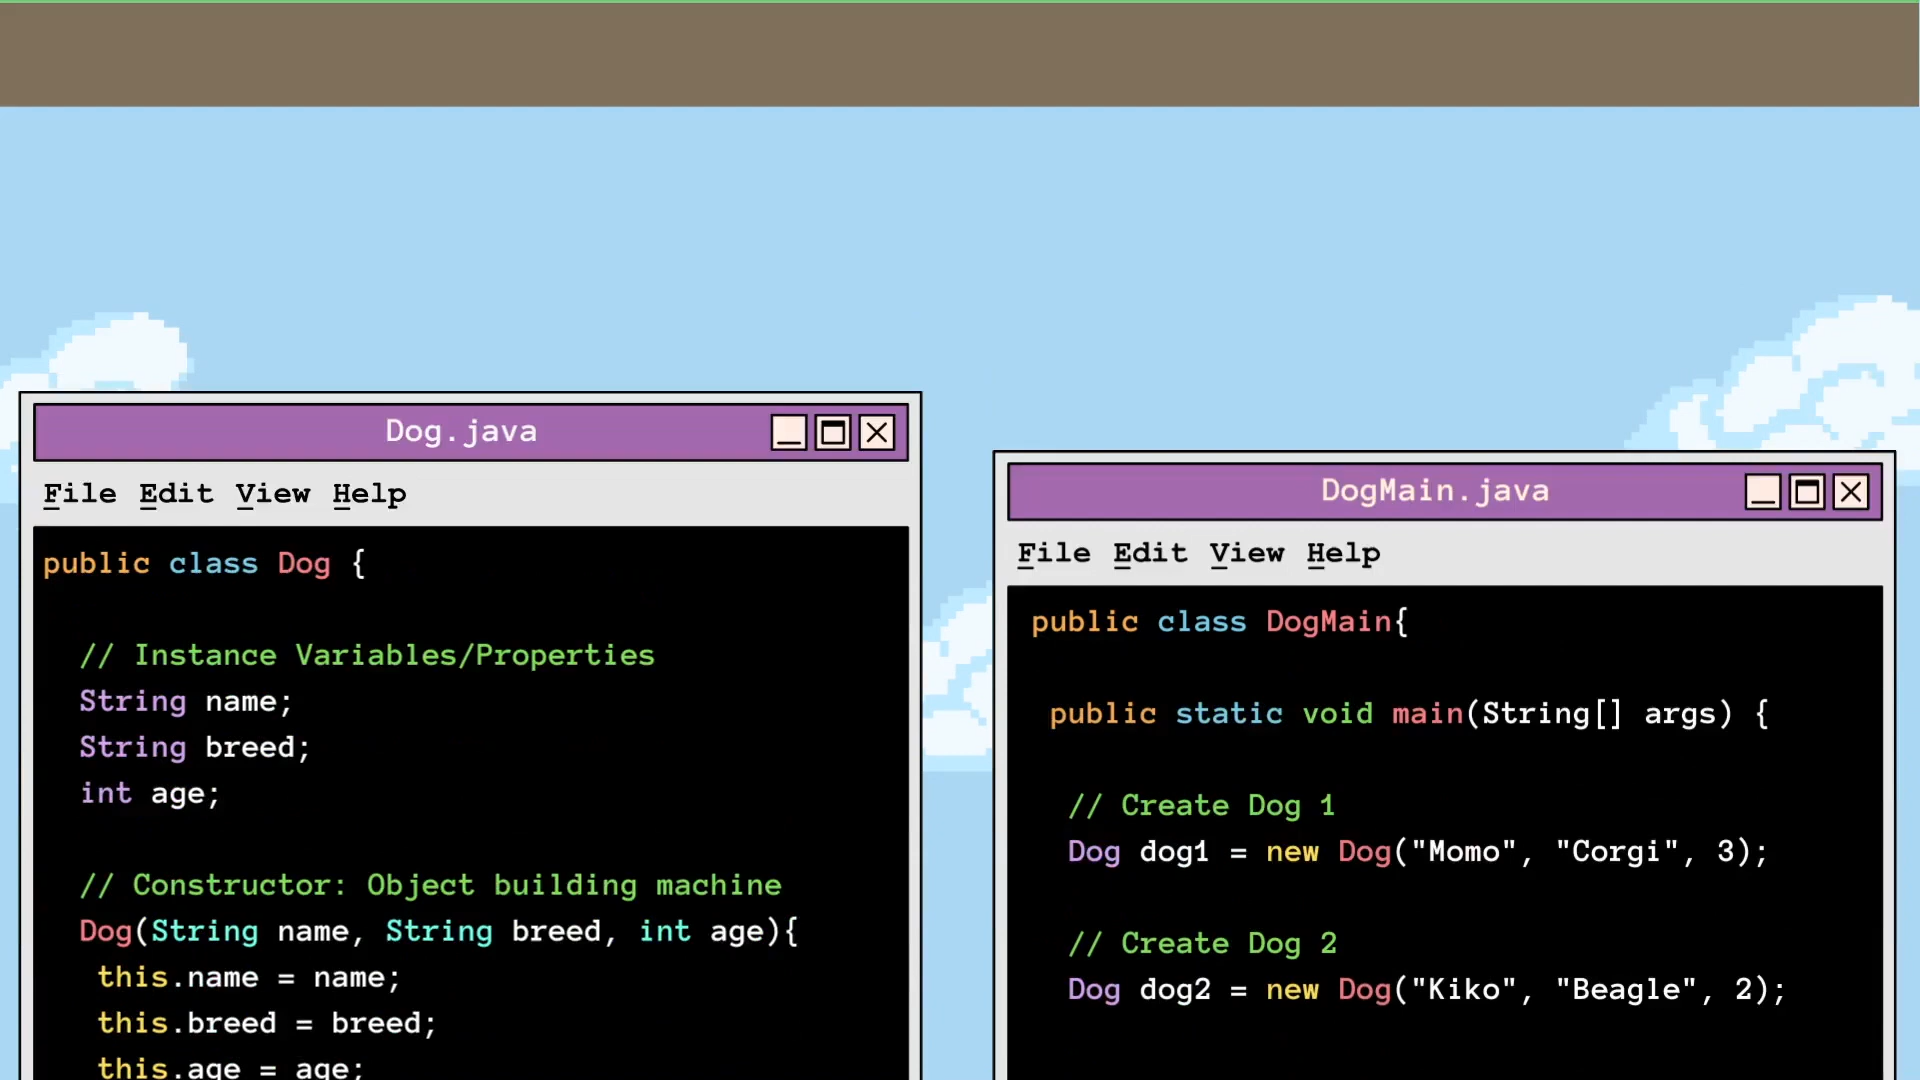 Dog.java
File Edit View Help
public class Dog {
// Instance Variables/Properties
String name;
String breed;
int age;
// Constructor: Object building machine
Dog(String name, String breed, int age){
this.name = name;
this.breed = breed;
this.age = age;
DogMain.java
File Edit View Help
public class DogMain{
public static void main(String[] args) {
// Create Dog 1
Dog dog1 = new Dog("Momo", "Corgi", 3);
// Create Dog 2
Dog dog2 = new Dog("Kiko", "Beagle", 2);